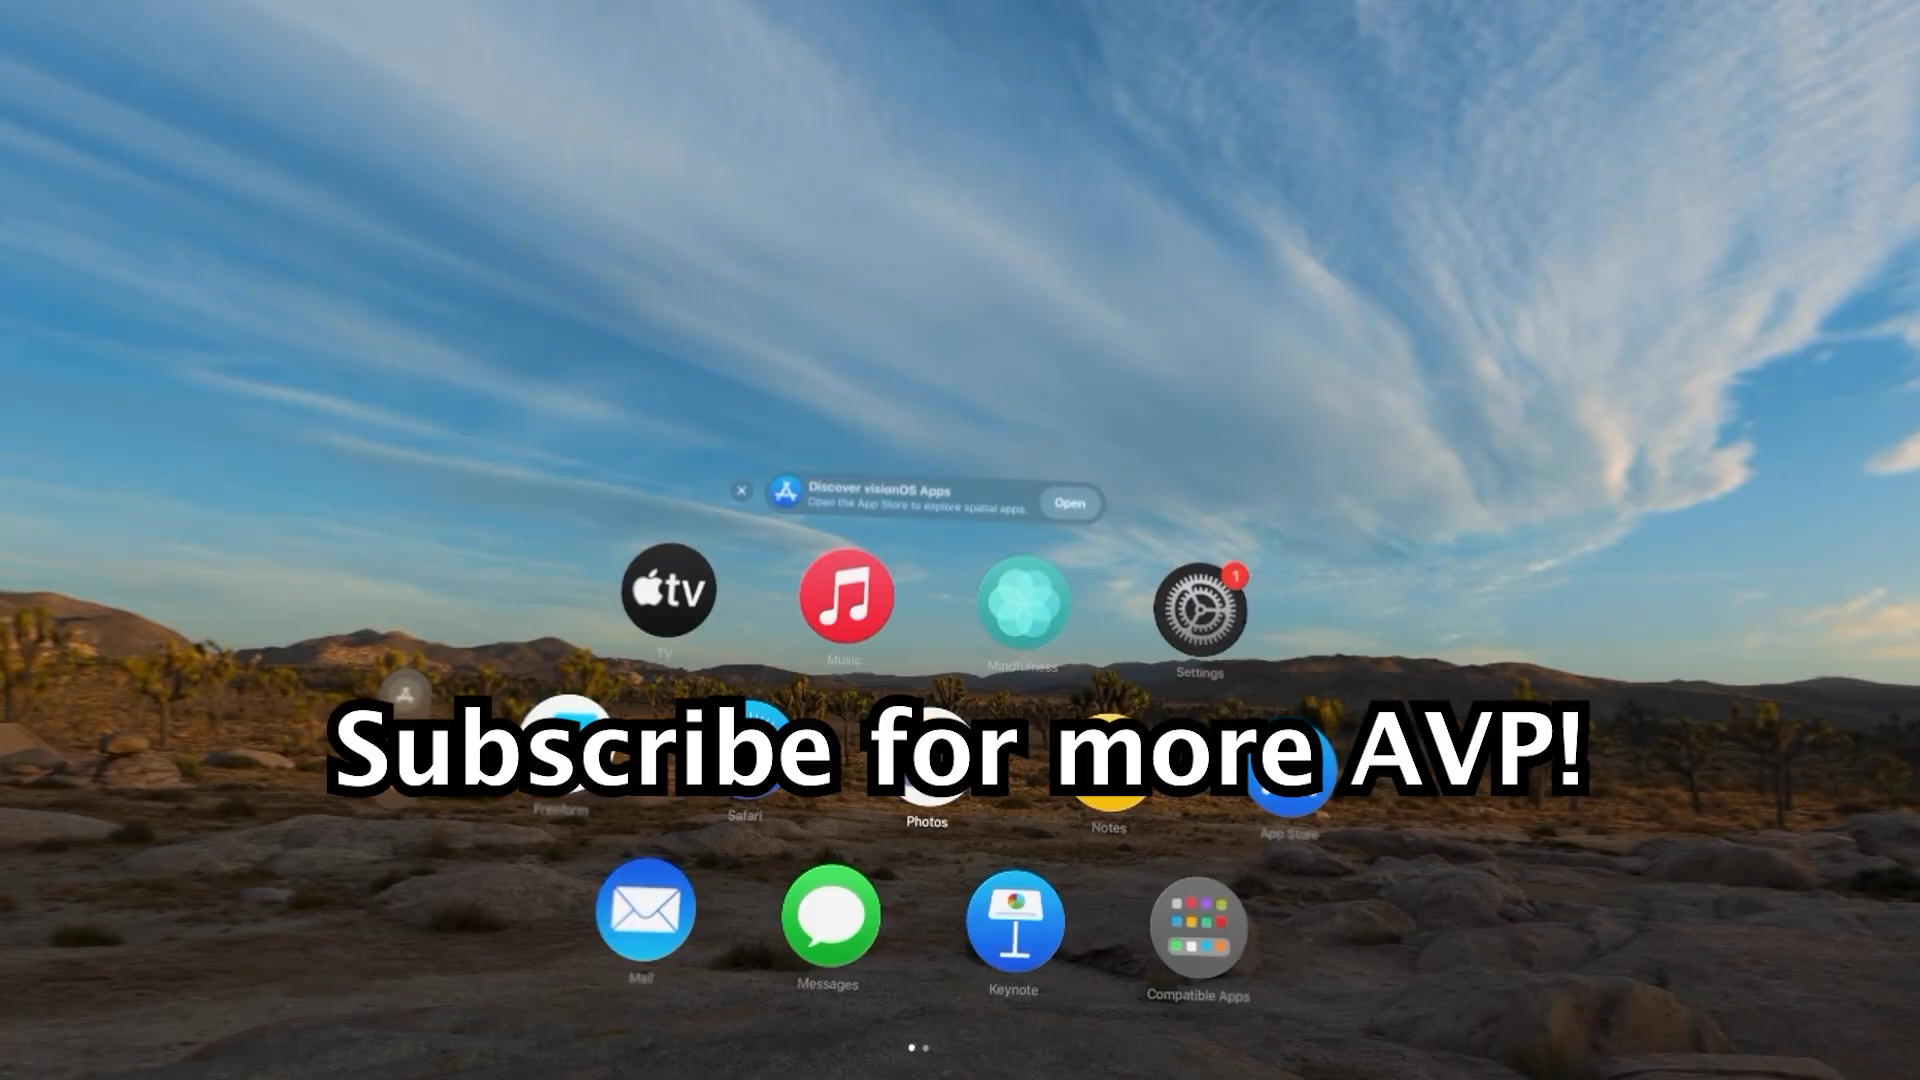 Discover visionOS Apps
Open the App Store to explore spatial apps.
Open
tv
1
TV
Music
Mindfulness
Settings
Subscribe for more AVP!
Freeform
Safari
Photos
Notes
App Store
Mail
Messages
Keynote
Compatible Apps